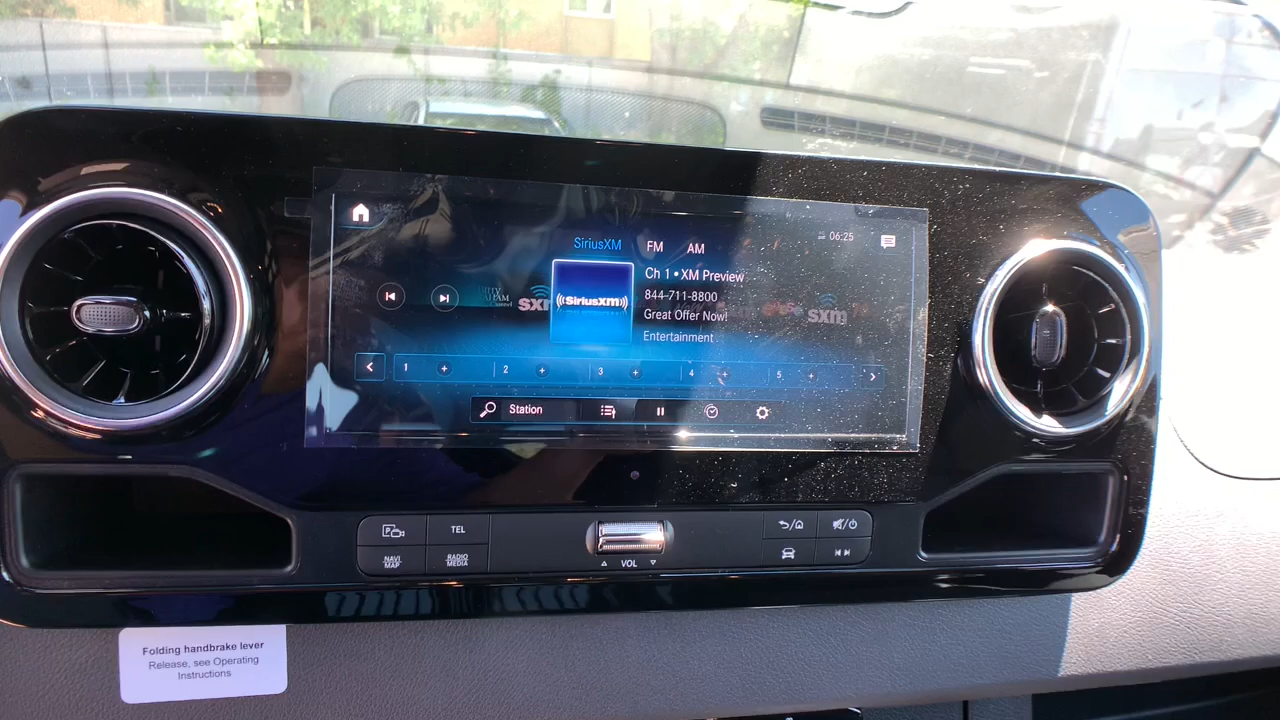 06:25
SiriusXM FM AM
Ch 1 • XM Preview
844-711-8800
Great Offer Now!
Entertainment
((SiriusXM))
sxm
1 + 2 + 3 + 4 + 5 +
Station
P
TEL
NAVI
MAP
RADIO
MEDIA
VOL
Folding handbrake lever
Release, see Operating
Instructions